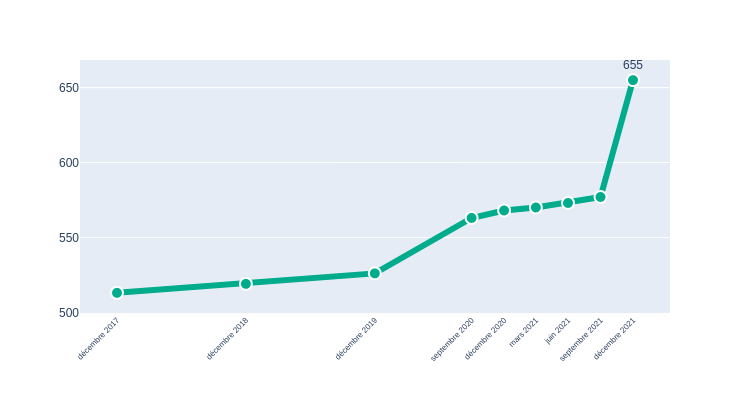 655
650
600
550
500
décembre 2017
décembre 2018
décembre 2019
septembre 2020
décembre 2020
mars 2021
juin 2021
septembre 2021
décembre 2021